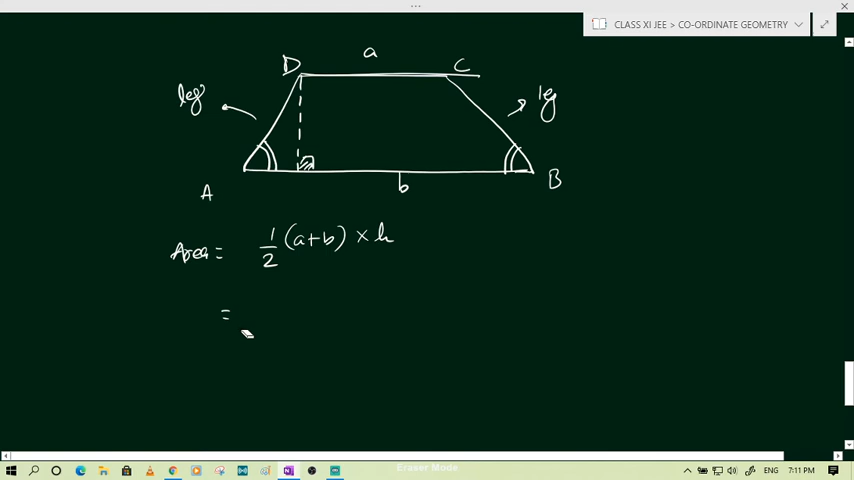 ...
CLASS XI JEE > CO-ORDINATE GEOMETRY
a
D C
leg leg
A b B
Area = 1/2 (a+b) × h
=
ENG 7:11 PM
Eraser Mode